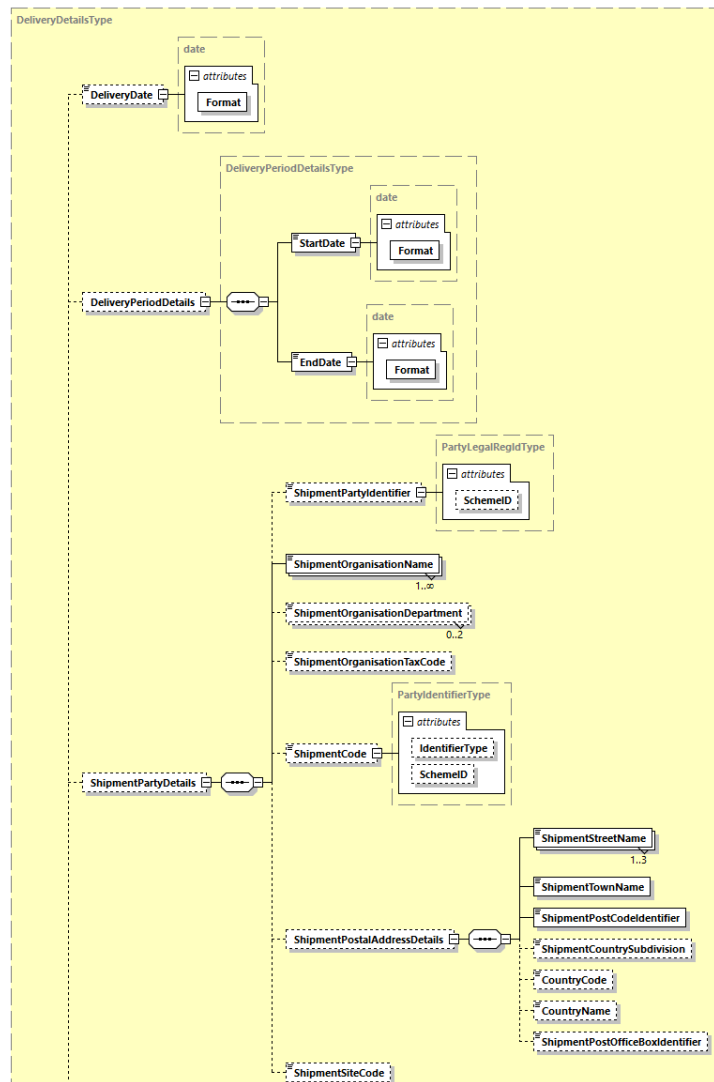 DeliveryDetailsType
date
attributes
DeliveryDate
Format
DeliveryPeriodDetailsType
date
attributes
StartDate
Format
DeliveryPeriodDetails
date
attributes
EndDate
Format
PartyLegalRegIdType
attributes
ShipmentPartyIdentifier
SchemeID
ShipmentOrganisationName
1..∞
ShipmentOrganisationDepartment
0..2
ShipmentOrganisationTaxCode
PartyIdentifierType
attributes
IdentifierType
ShipmentCode
SchemeID
ShipmentPartyDetails
ShipmentStreetName
1..3
ShipmentTownName
ShipmentPostCodeIdentifier
ShipmentPostalAddressDetails
ShipmentCountrySubdivision
CountryCode
CountryName
ShipmentPostOfficeBoxIdentifier
ShipmentSiteCode